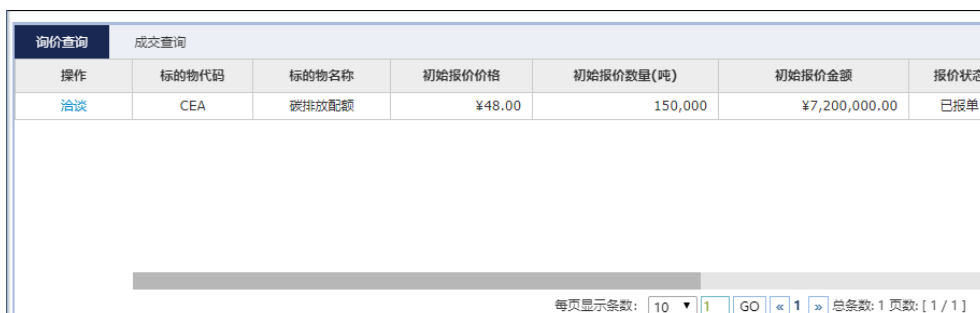 询价查询 成交查询
操作 标的物代码 标的物名称 初始报价价格 初始报价数量(吨) 初始报价金额 报价状态
洽谈 CEA 碳排放配额 ¥48.00 150,000 ¥7,200,000.00 已报单
每页显示条数: 10 ▼ 1 GO « 1 » 总条数: 1 页数: [ 1 / 1 ]